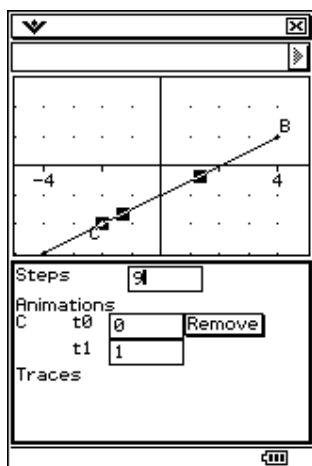 B
-4 4
C
Steps 9
Animations
C t0 0 Remove
t1 1
Traces